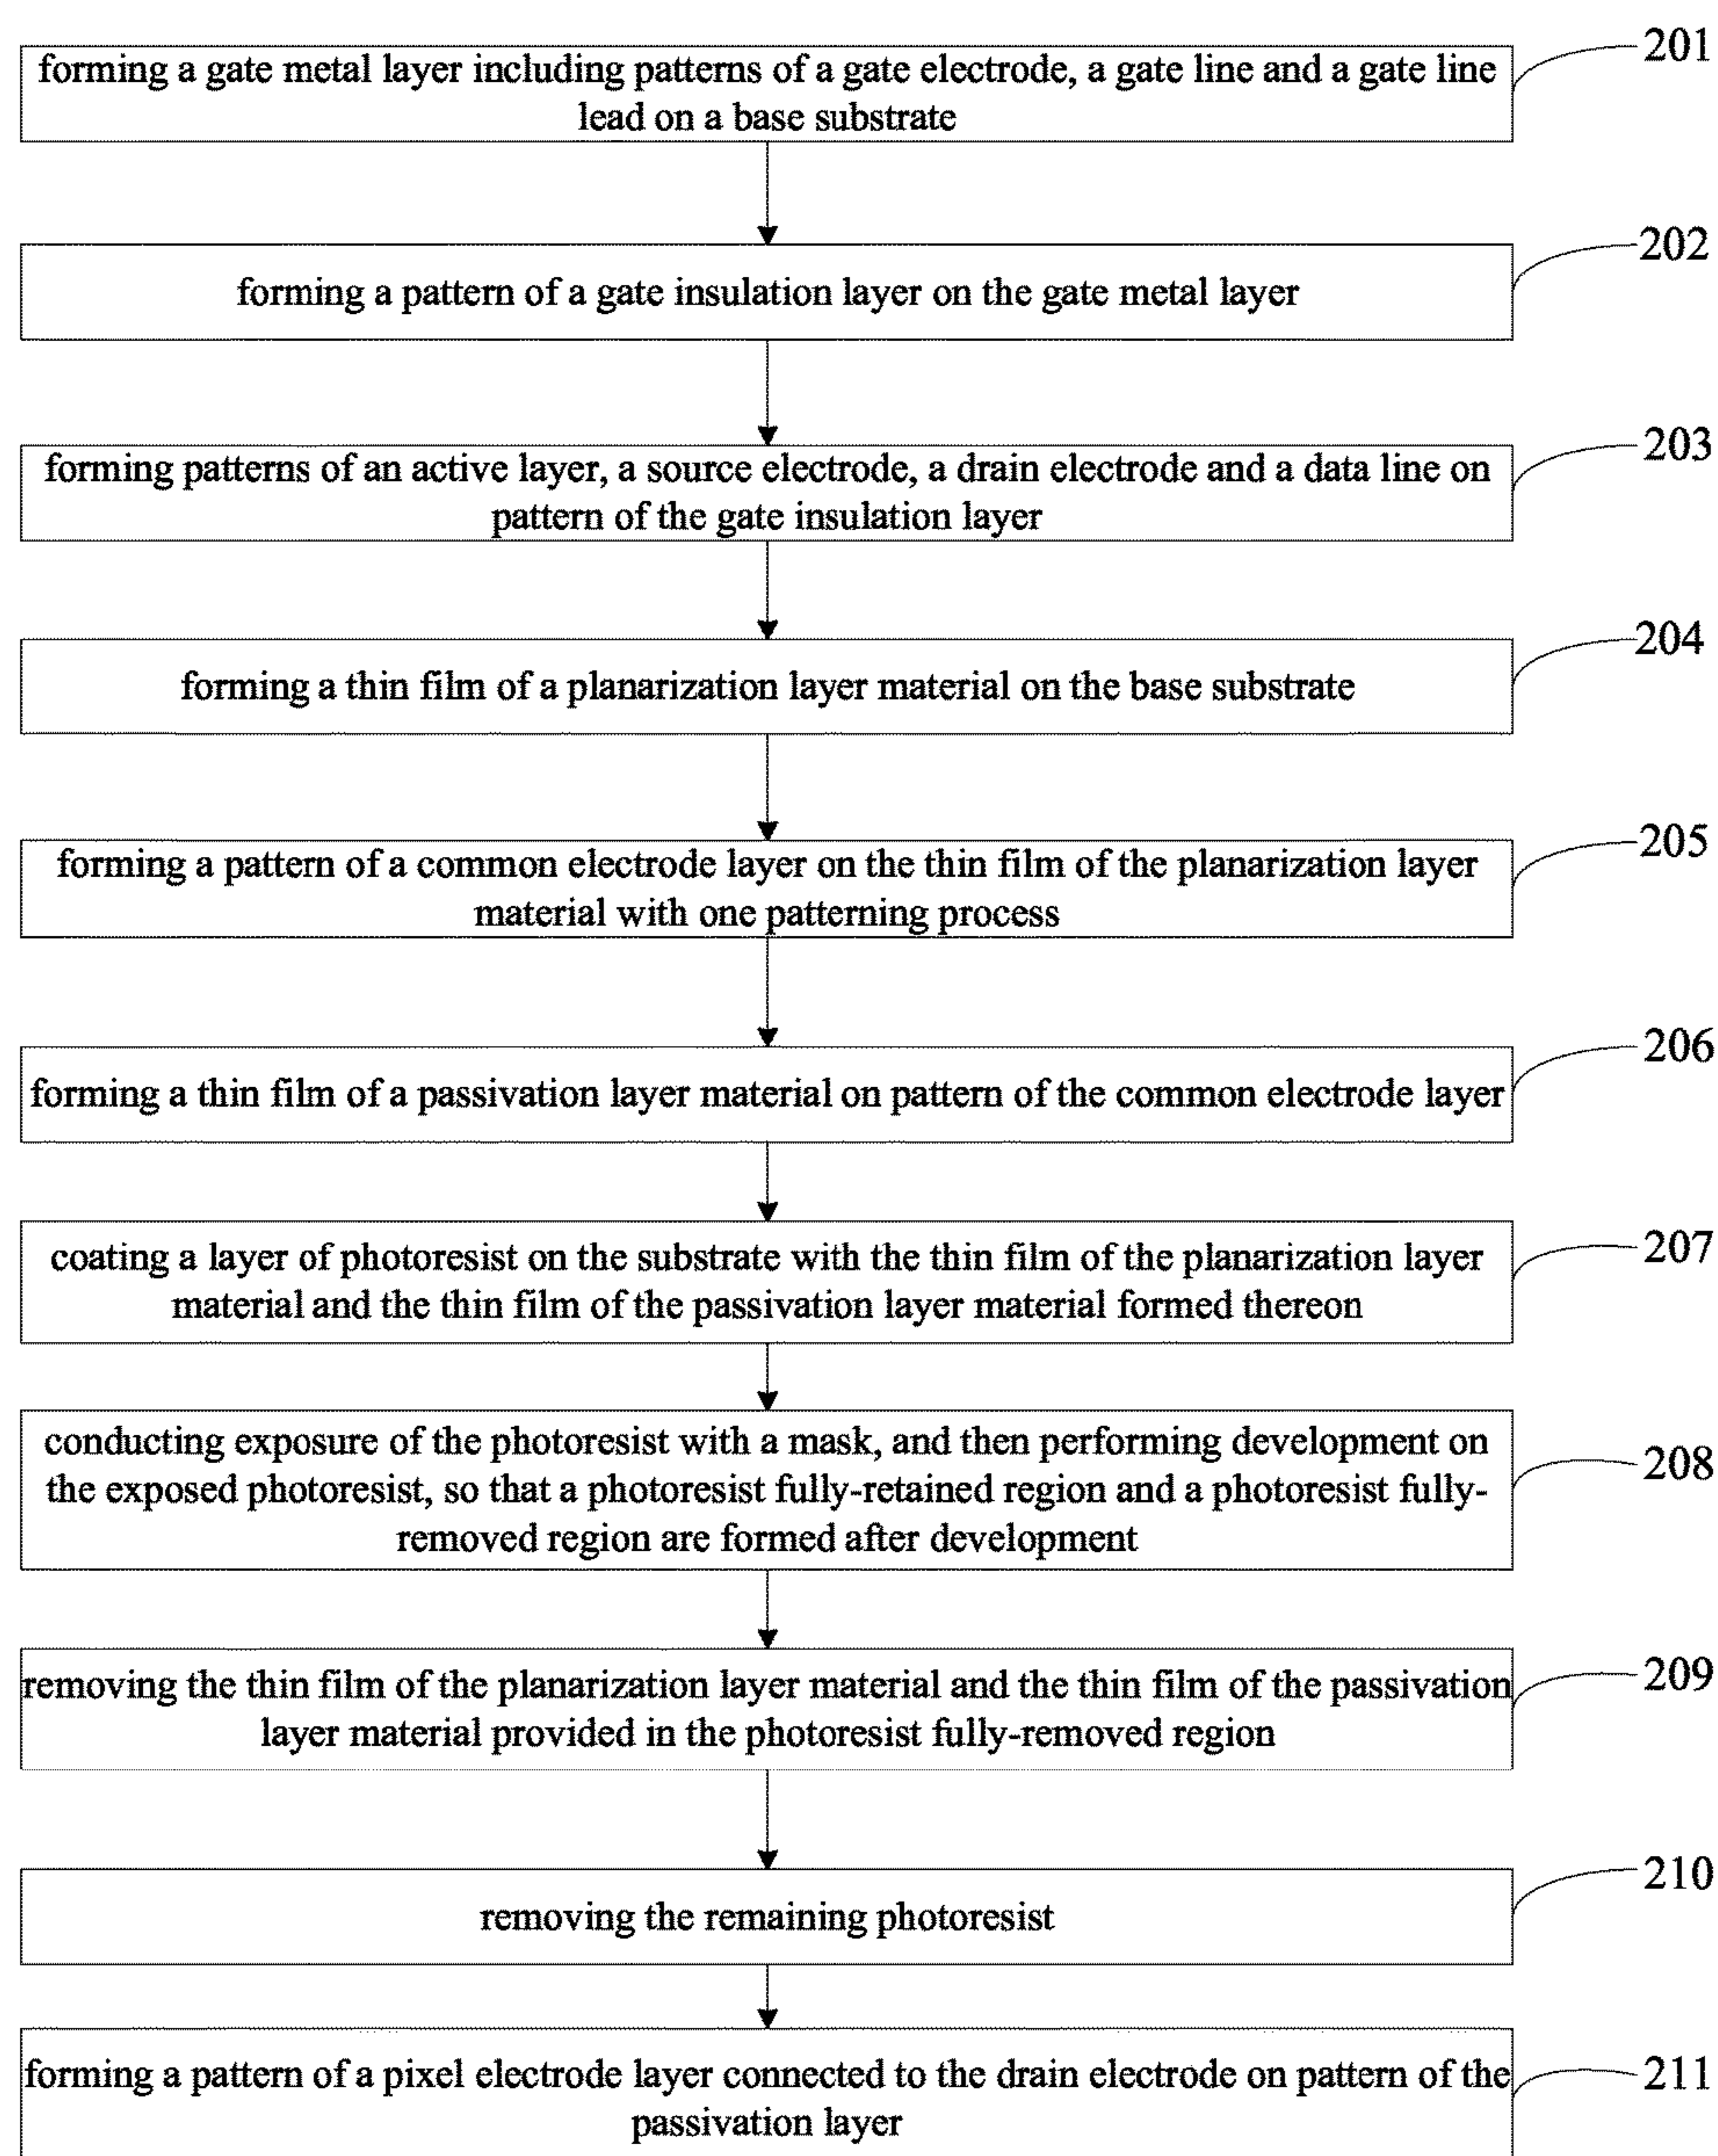 201
forming a gate metal layer including patterns of a gate electrode, a gate line and a gate line
lead on a base substrate
202
forming a pattern of a gate insulation layer on the gate metal layer
203
forming patterns of an active layer, a source electrode, a drain electrode and a data line on
pattern of the gate insulation layer
204
forming a thin film of a planarization layer material on the base substrate
205
forming a pattern of a common electrode layer on the thin film of the planarization layer
material with one patterning process
206
forming a thin film of a passivation layer material on pattern of the common electrode layer
207
coating a layer of photoresist on the substrate with the thin film of the planarization layer
material and the thin film of the passivation layer material formed thereon
208
conducting exposure of the photoresist with a mask, and then performing development on
the exposed photoresist, so that a photoresist fully-retained region and a photoresist fully-
removed region are formed after development
209
removing the thin film of the planarization layer material and the thin film of the passivation
layer material provided in the photoresist fully-removed region
210
removing the remaining photoresist
211
forming a pattern of a pixel electrode layer connected to the drain electrode on pattern of the
passivation layer